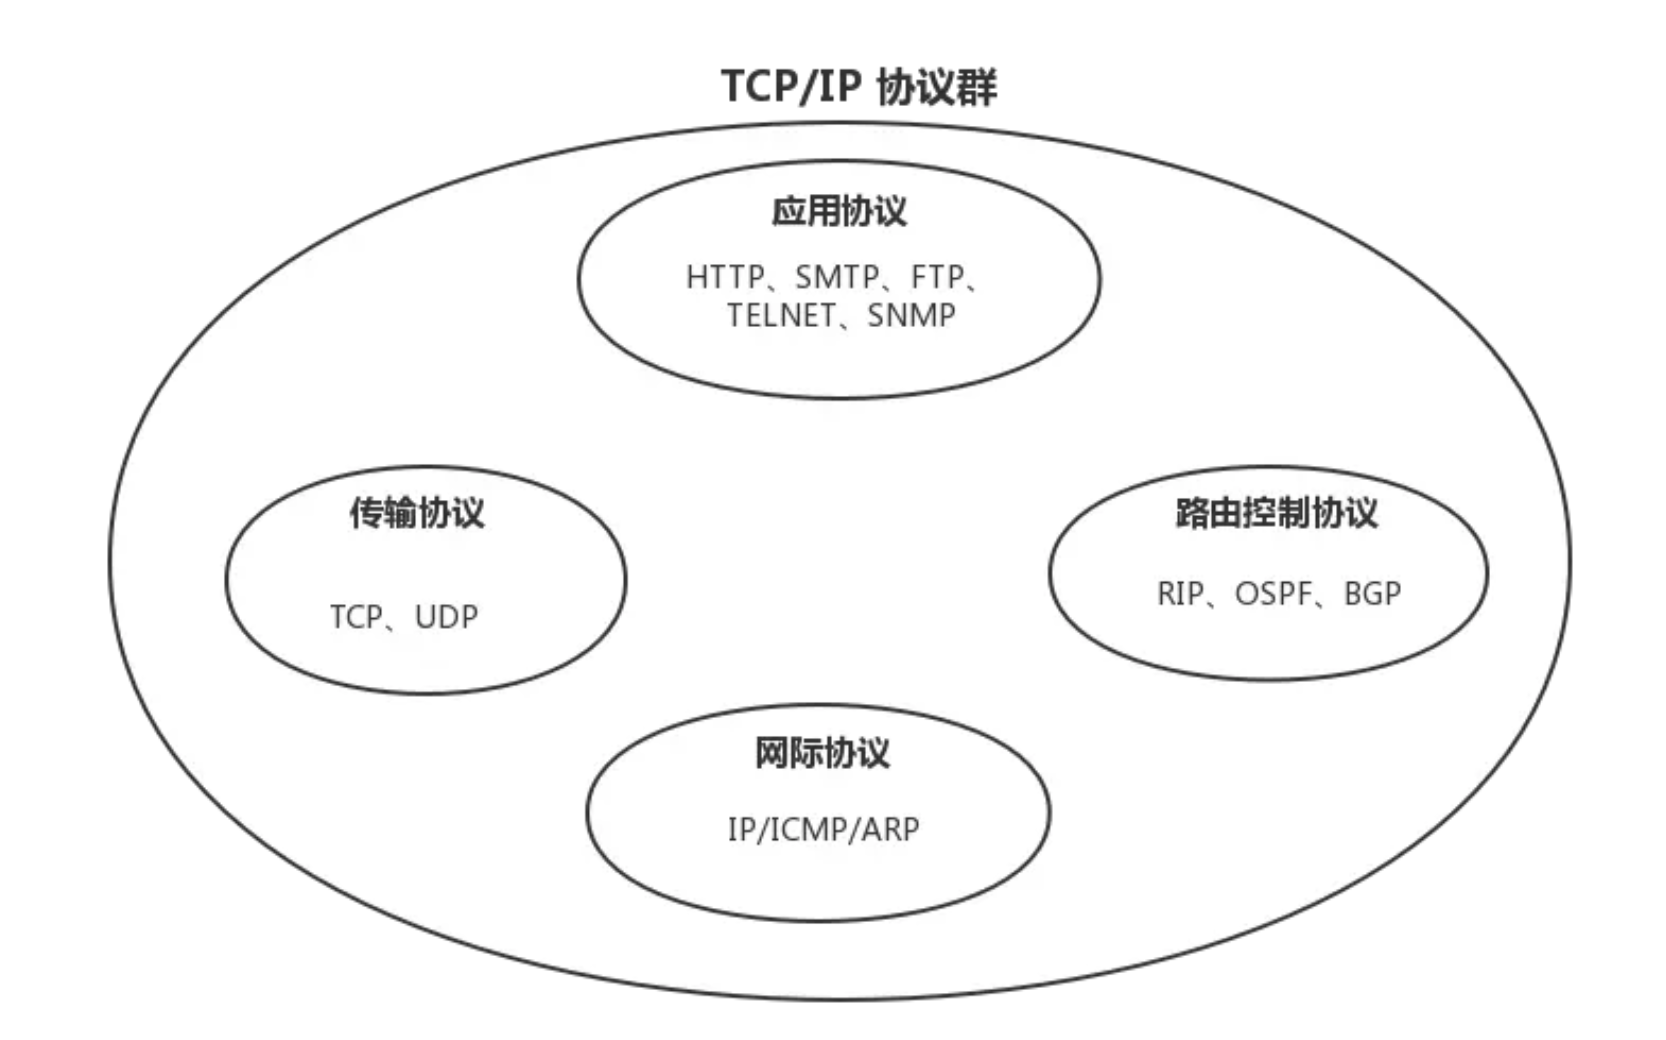 TCP/IP 协议群
应用协议
HTTP、SMTP、FTP、
TELNET、SNMP
传输协议
TCP、UDP
路由控制协议
RIP、OSPF、BGP
网际协议
IP/ICMP/ARP